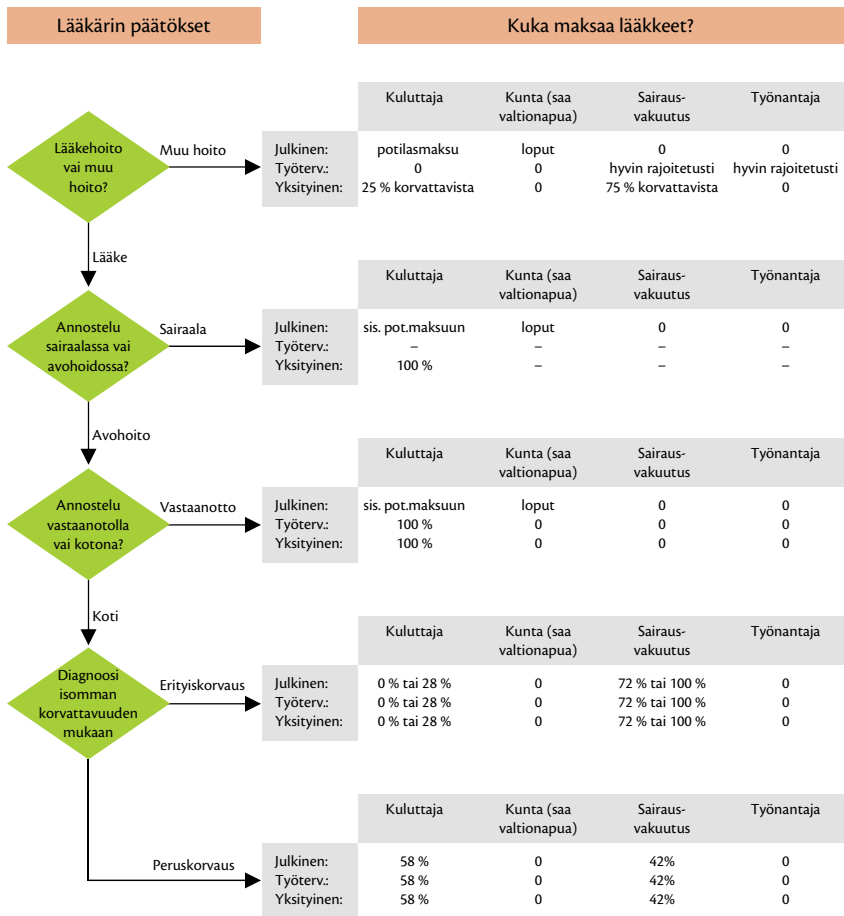 Lääkärin päätökset
Kuka maksaa lääkkeet?
Kuluttaja Kunta (saa Sairaus- Työnantaja
valtionapua) vakuutus
Lääkehoito
vai muu
hoito?
Muu hoito
Julkinen: potilasmaksu loput 0 0
Työterv.: 0 0 hyvin rajoitetusti hyvin rajoitetusti
Yksityinen: 25 % korvattavista 0 75 % korvattavista 0
Lääke
Kuluttaja Kunta (saa Sairaus- Työnantaja
valtionapua) vakuutus
Annostelu
sairaalassa vai
avohoidossa?
Sairaala
Julkinen: sis. pot.maksuun loput 0 0
Työterv.: – – – –
Yksityinen: 100 % – – –
Avohoito
Kuluttaja Kunta (saa Sairaus- Työnantaja
valtionapua) vakuutus
Annostelu
vastaanotolla
vai kotona?
Vastaanotto
Julkinen: sis. pot.maksuun loput 0 0
Työterv.: 100 % 0 0 0
Yksityinen: 100 % 0 0 0
Koti
Kuluttaja Kunta (saa Sairaus- Työnantaja
valtionapua) vakuutus
Diagnoosi
isomman
korvattavuuden
mukaan
Erityiskorvaus
Julkinen: 0 % tai 28 % 0 72 % tai 100 % 0
Työterv.: 0 % tai 28 % 0 72 % tai 100 % 0
Yksityinen: 0 % tai 28 % 0 72 % tai 100 % 0
Kuluttaja Kunta (saa Sairaus- Työnantaja
valtionapua) vakuutus
Peruskorvaus
Julkinen: 58 % 0 42% 0
Työterv.: 58 % 0 42% 0
Yksityinen: 58 % 0 42% 0